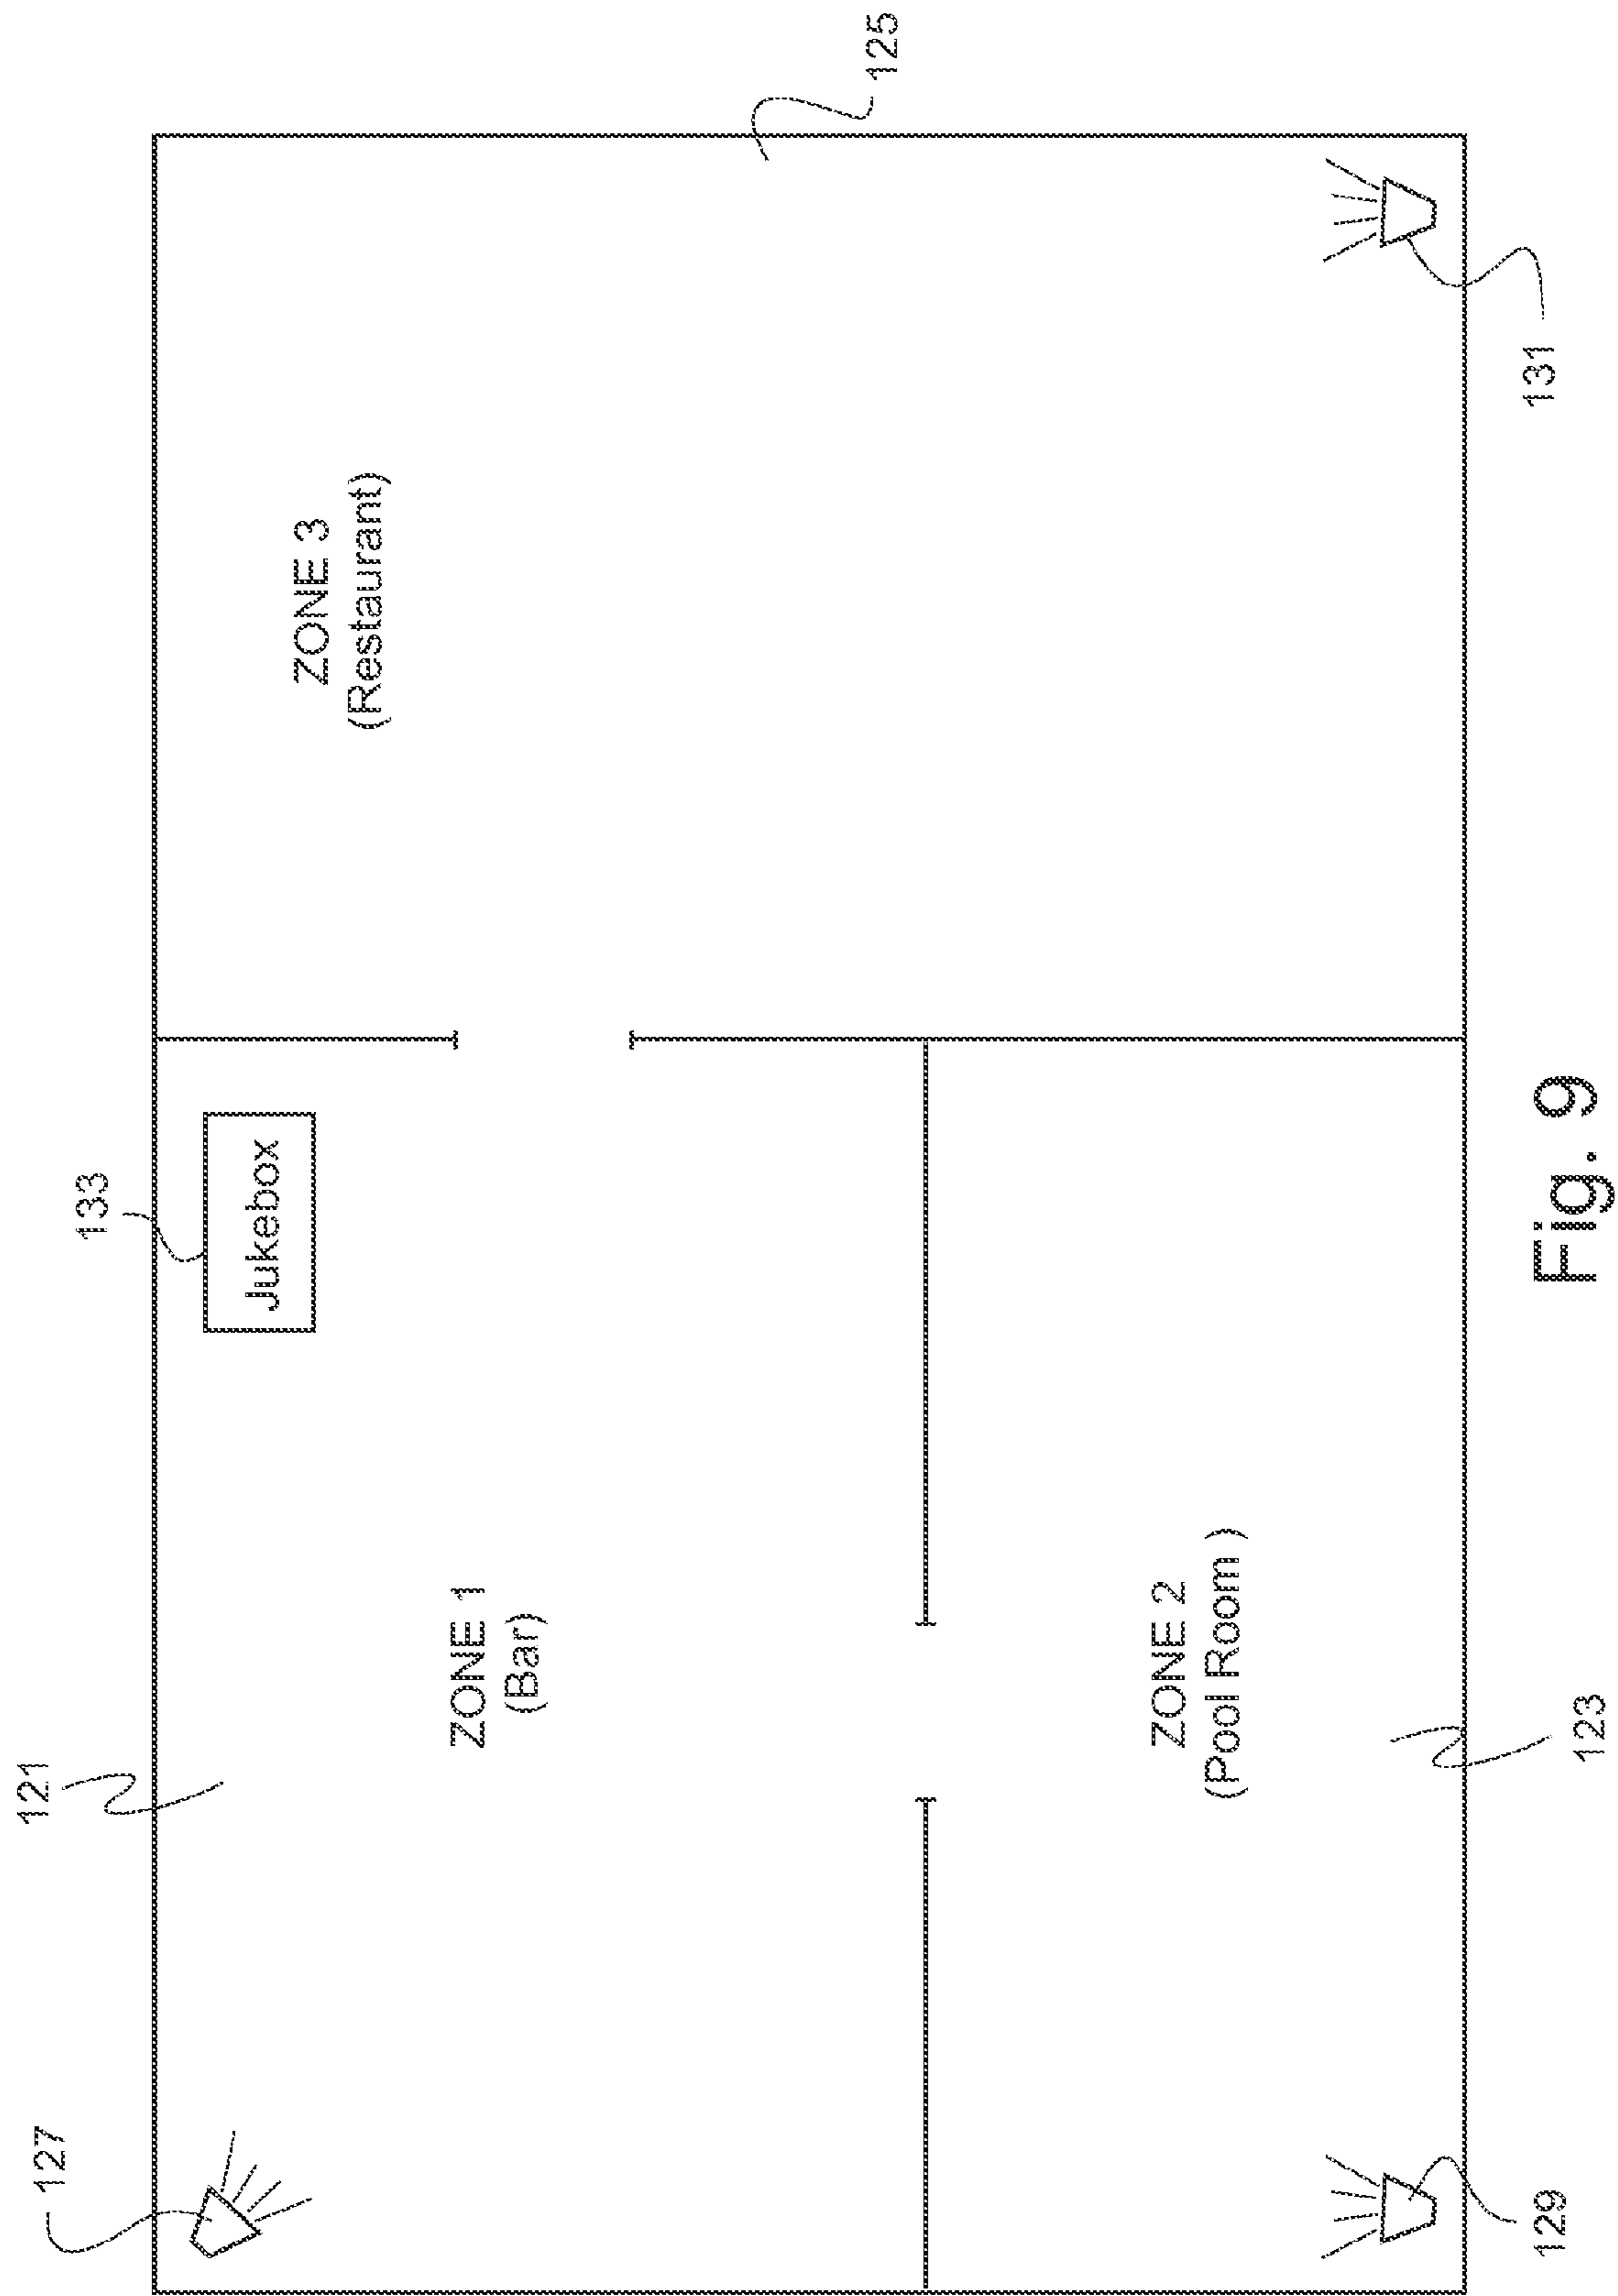 127
121
133
Jukebox
ZONE 3
(Restaurant)
ZONE 1
(Bar)
125
ZONE 2
(Pool Room )
129
123
131
Fig. 9